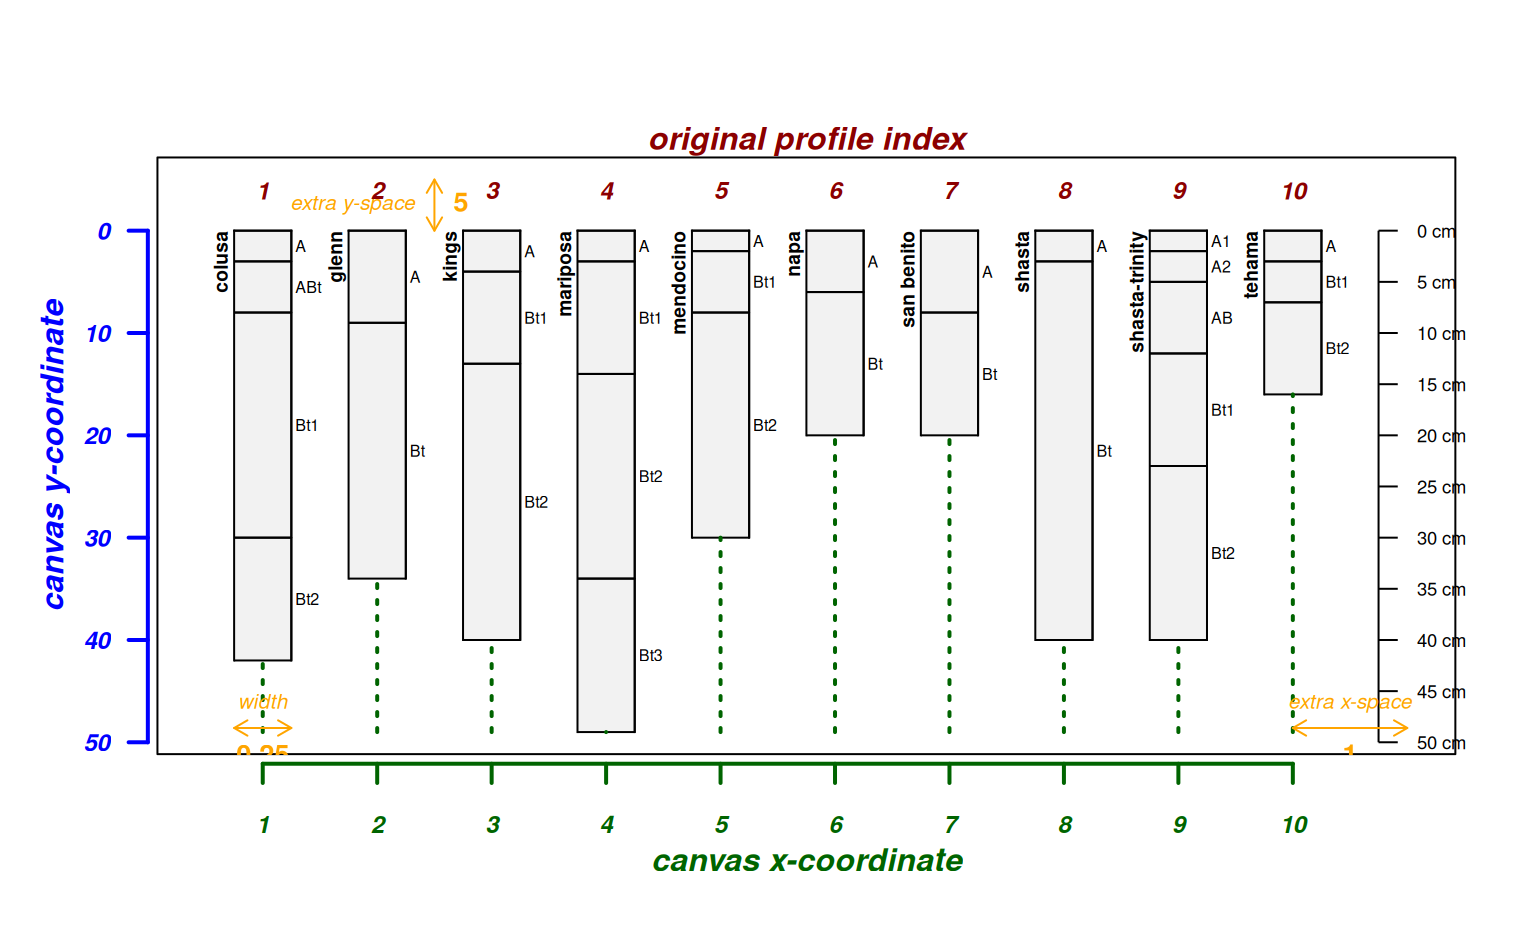 original profile index
1 2 3 4 5 6 7 8 9 10
extra y-space 5
canvas y-coordinate
0
10
20
30
40
50
colusa
A
ABt
Bt1
Bt2
glenn
A
Bt
kings
A
Bt1
Bt2
mariposa
A
Bt1
Bt2
Bt3
mendocino
A
Bt1
Bt2
napa
A
Bt
san benito
A
Bt
shasta
A
Bt
shasta-trinity
A1
A2
AB
Bt1
Bt2
tehama
A
Bt1
Bt2
0 cm
5 cm
10 cm
15 cm
20 cm
25 cm
30 cm
35 cm
40 cm
45 cm
50 cm
width
0.25
extra x-space
1
1 2 3 4 5 6 7 8 9 10
canvas x-coordinate